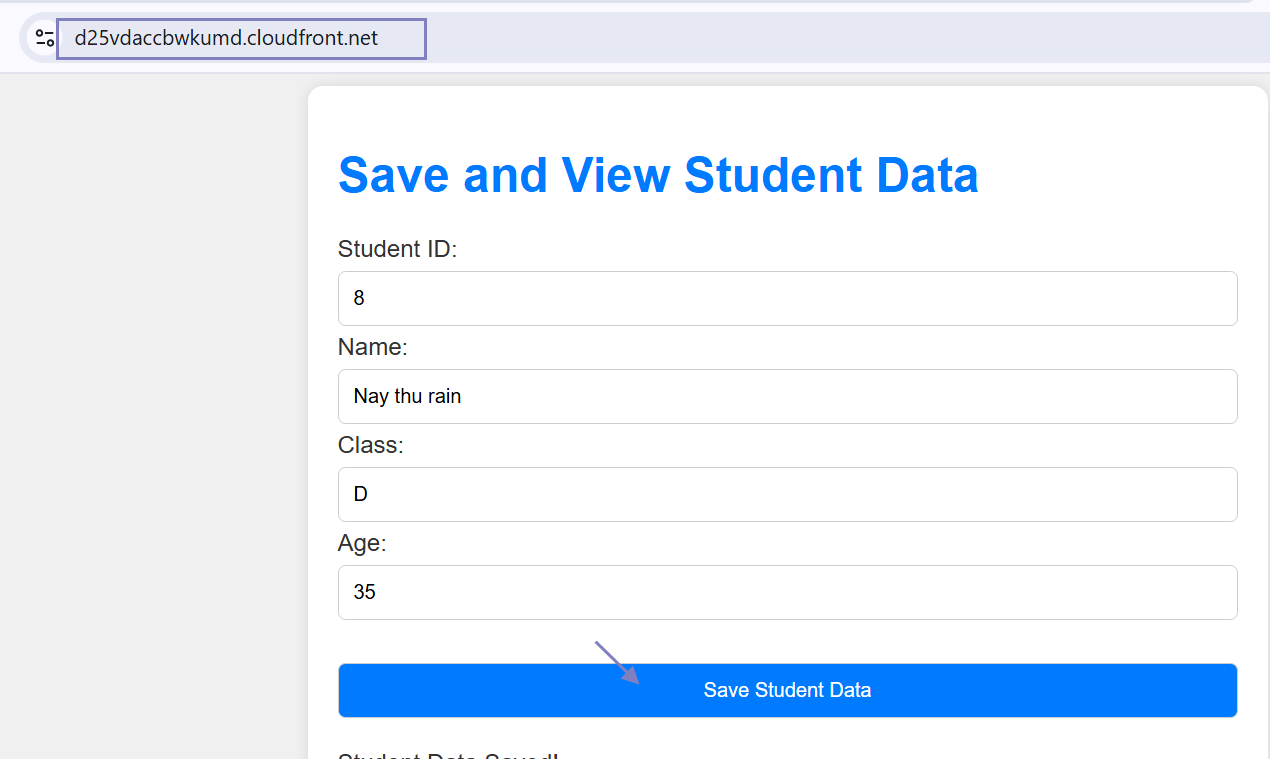 d25vdaccbwkumd.cloudfront.net
Save and View Student Data
Student ID:
8
Name:
Nay thu rain
Class:
D
Age:
35
Save Student Data
Student Data Saved!